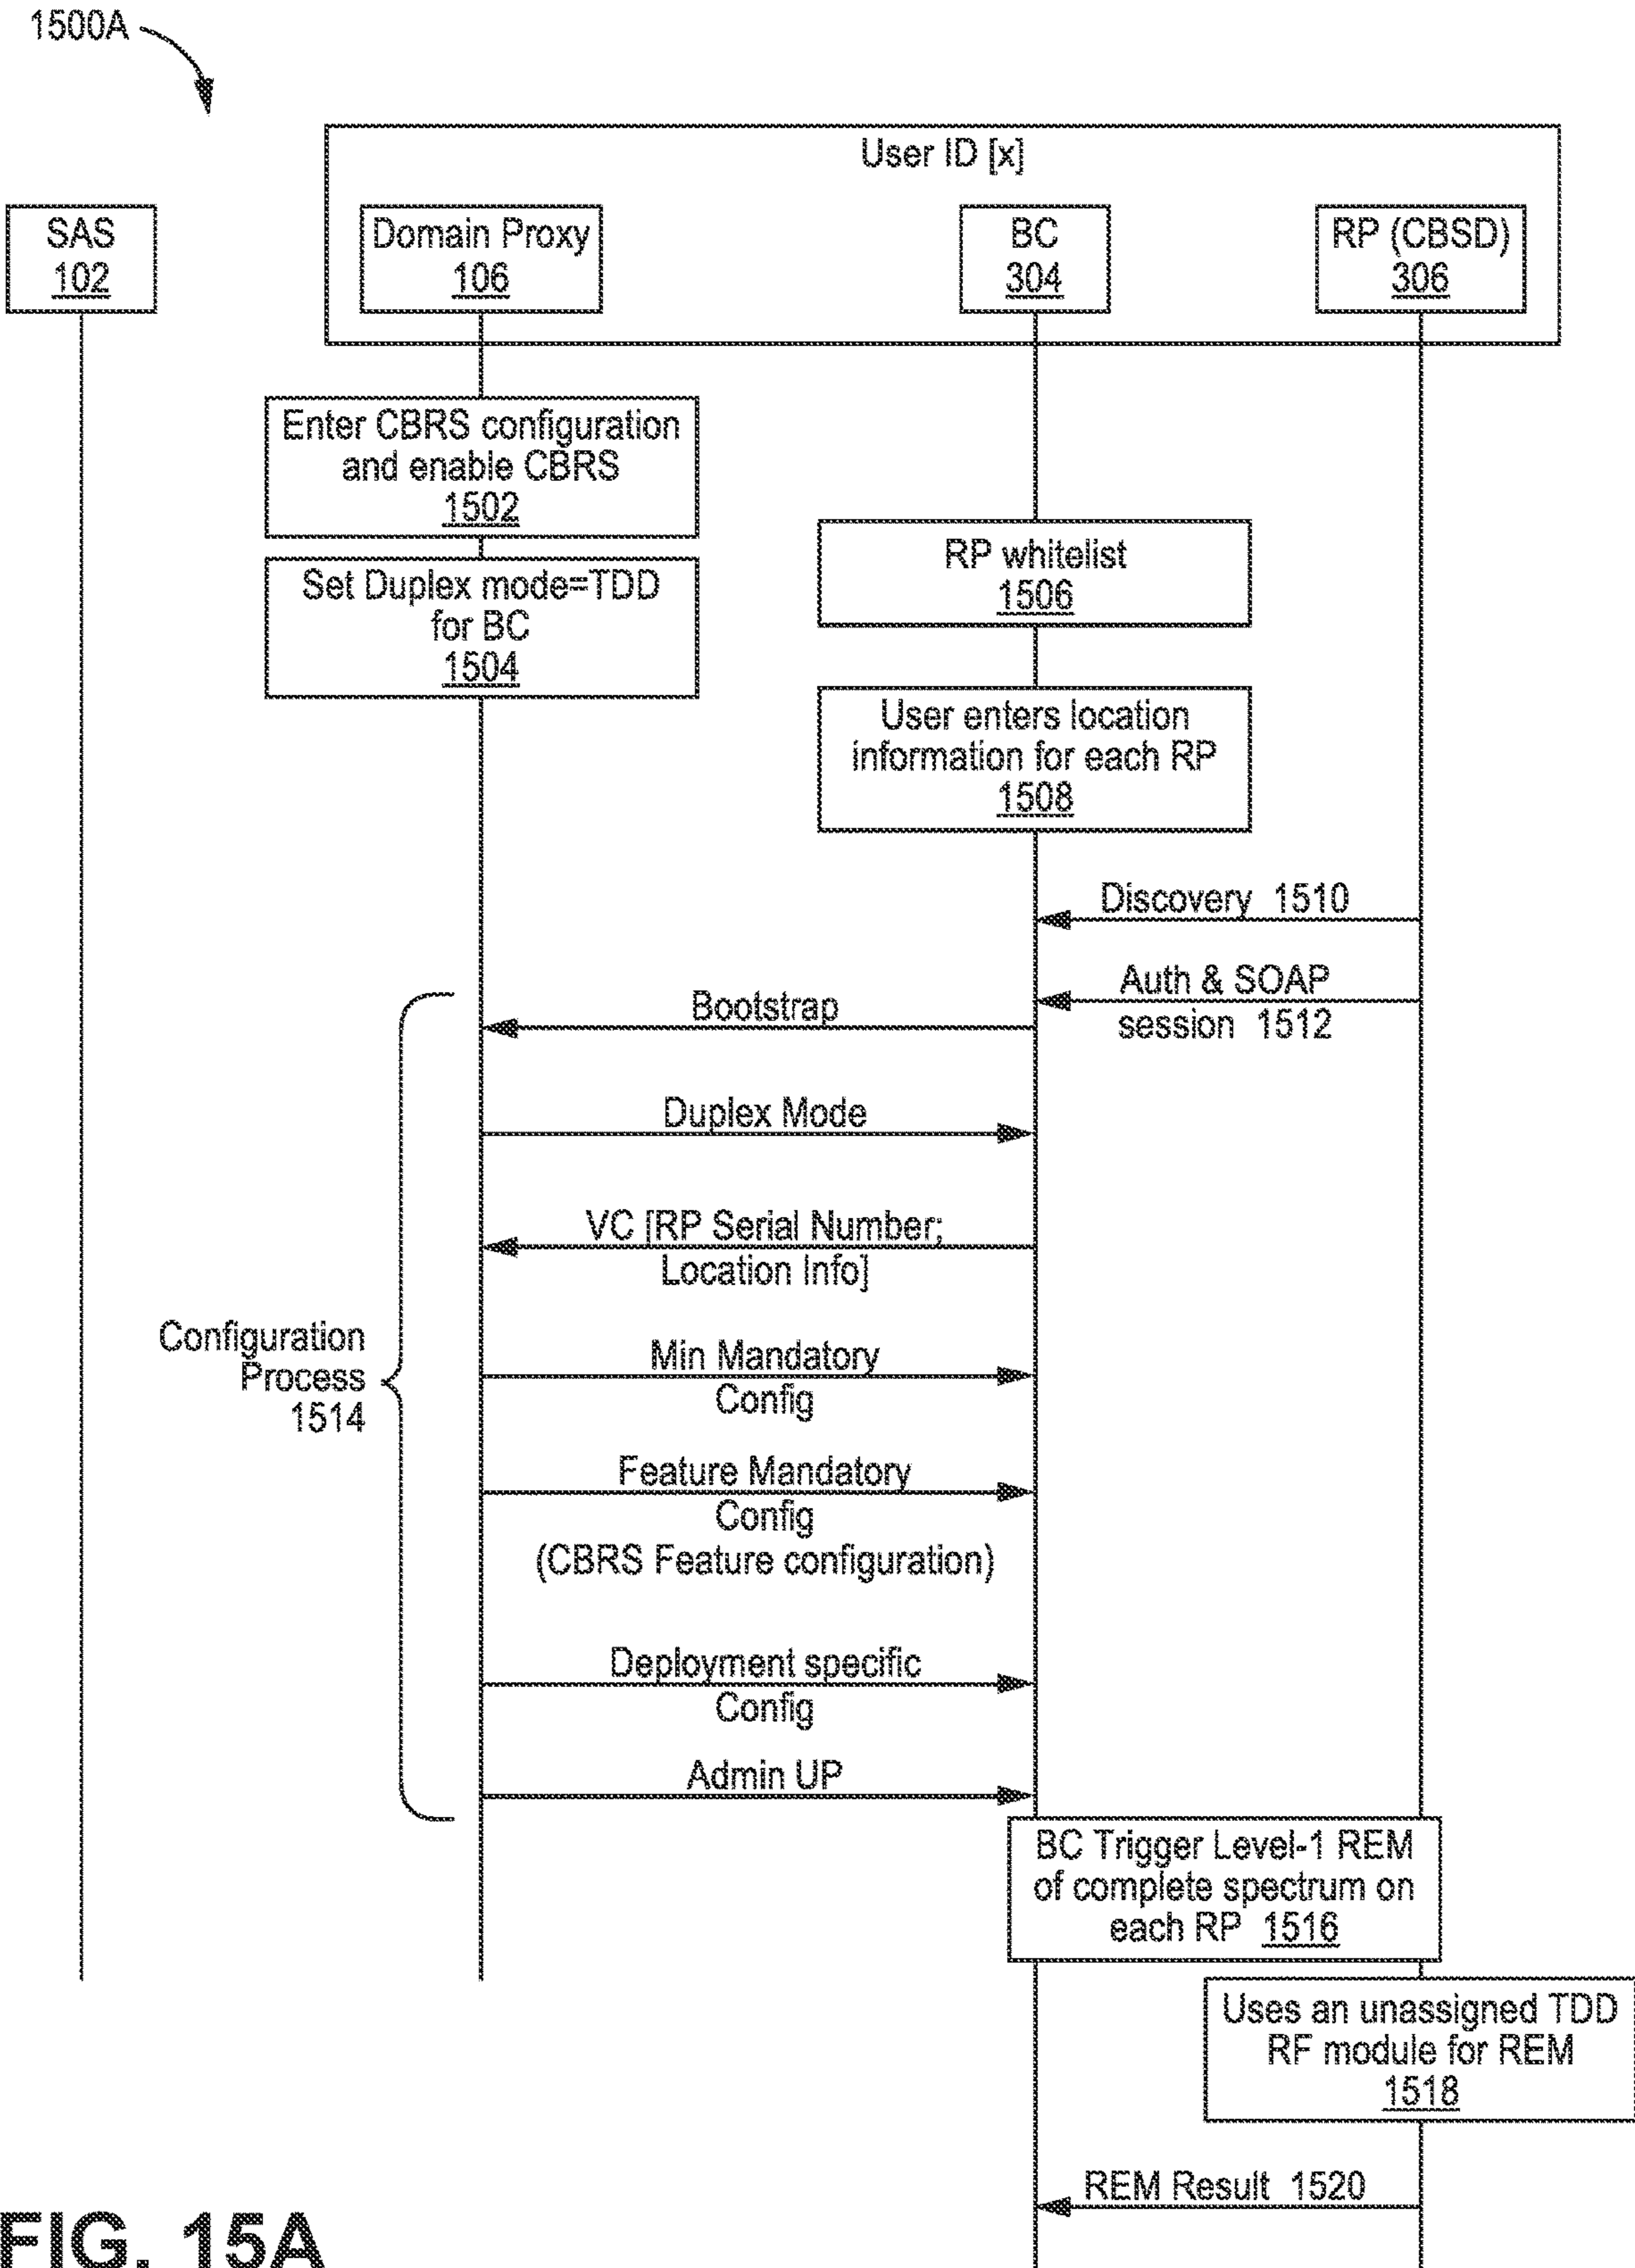 1500A
User ID [x]
SAS
102
Domain Proxy
106
BC
304
RP (CBSD)
306
Enter CBRS configuration
and enable CBRS
1502
Set Duplex mode=TDD
for BC
1504
RP whitelist
1506
User enters location
information for each RP
1508
Discovery 1510
Auth & SOAP
session 1512
Bootstrap
Duplex Mode
VC [RP Serial Number;
Location Info]
Configuration
Process
1514
Min Mandatory
Config
Feature Mandatory
Config
(CBRS Feature configuration)
Deployment specific
Config
Admin UP
BC Trigger Level-1 REM
of complete spectrum on
each RP 1516
Uses an unassigned TDD
RF module for REM
1518
REM Result 1520
FIG. 15A